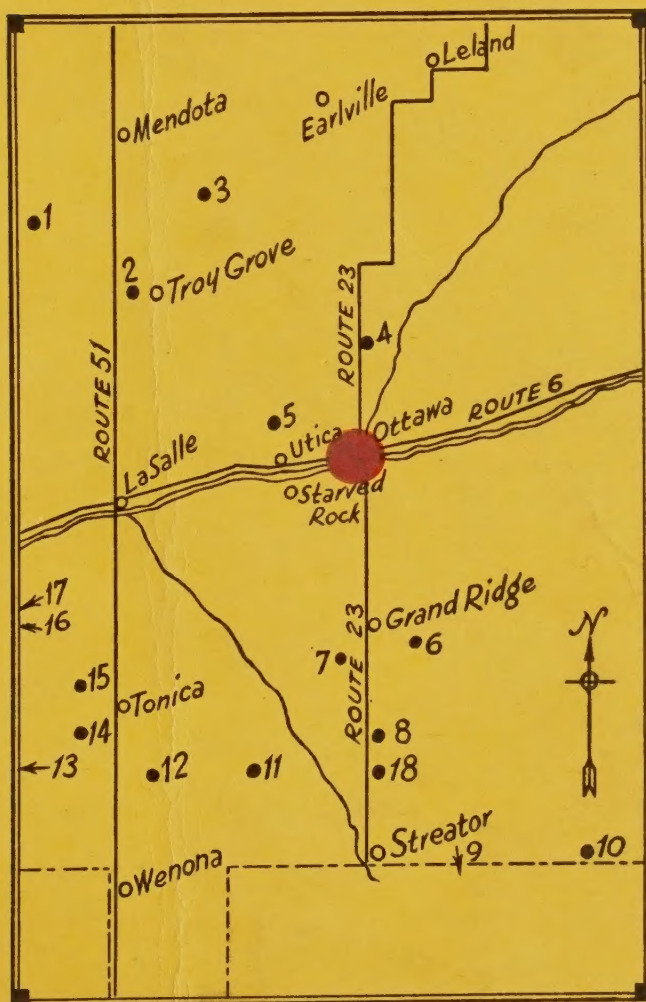 Leland
Earlville
Mendota
3
1
2
Troy Grove
ROUTE 23
4
ROUTE 51
5
Utica
Ottawa
ROUTE 6
LaSalle
Starved
Rock
17
16
Grand Ridge
6
7
N
15
Tonica
ROUTE 23
14
8
13
12
11
18
Streator
9
10
Wenona